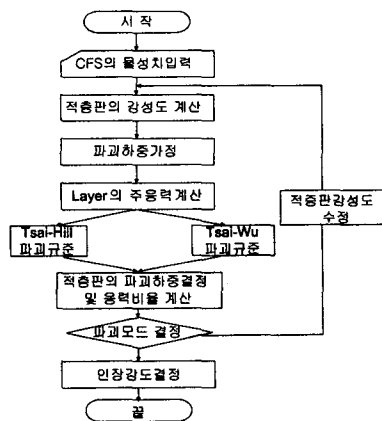 시 작
CFS의 물성치입력
적층판의 강성도 계산
파괴하중가정
Layer의 주응력계산
Tsai-Hill
파괴규준
Tsai-Wu
파괴규준
적층판의 파괴하중결정
및 응력비율 계산
파괴모드 결정
인장강도결정
끝
적층판강성도
수정